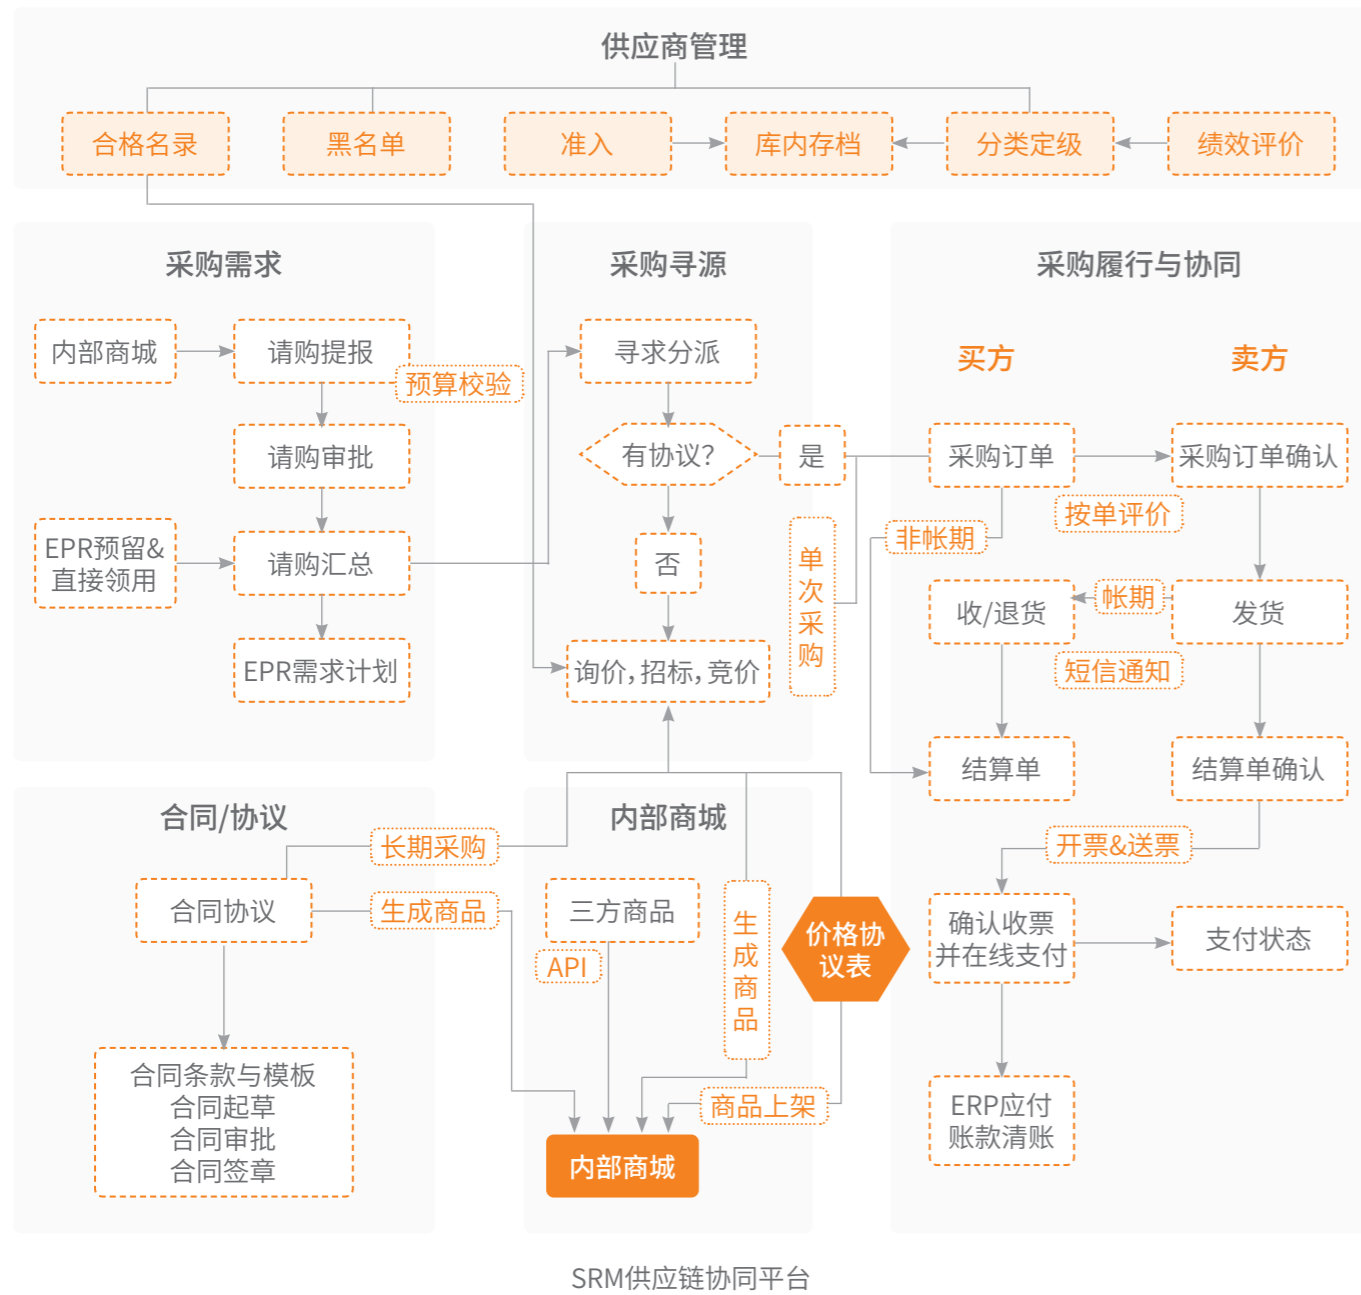 供应商管理
合格名录
黑名单
准入
库内存档
分类定级
绩效评价
采购需求
内部商城
请购提报
预算校验
请购审批
EPR预留&
直接领用
请购汇总
EPR需求计划
采购寻源
寻求分派
有协议?
是
否
单次采购
询价,招标,竞价
采购履行与协同
买方
卖方
采购订单
采购订单确认
按单评价
非帐期
收/退货
帐期
发货
短信通知
结算单
结算单确认
开票&送票
确认收票
并在线支付
支付状态
ERP应付
账款清账
合同/协议
长期采购
合同协议
生成商品
合同条款与模板
合同起草
合同审批
合同签章
内部商城
三方商品
API
生成商品
价格协
议表
商品上架
内部商城
SRM供应链协同平台